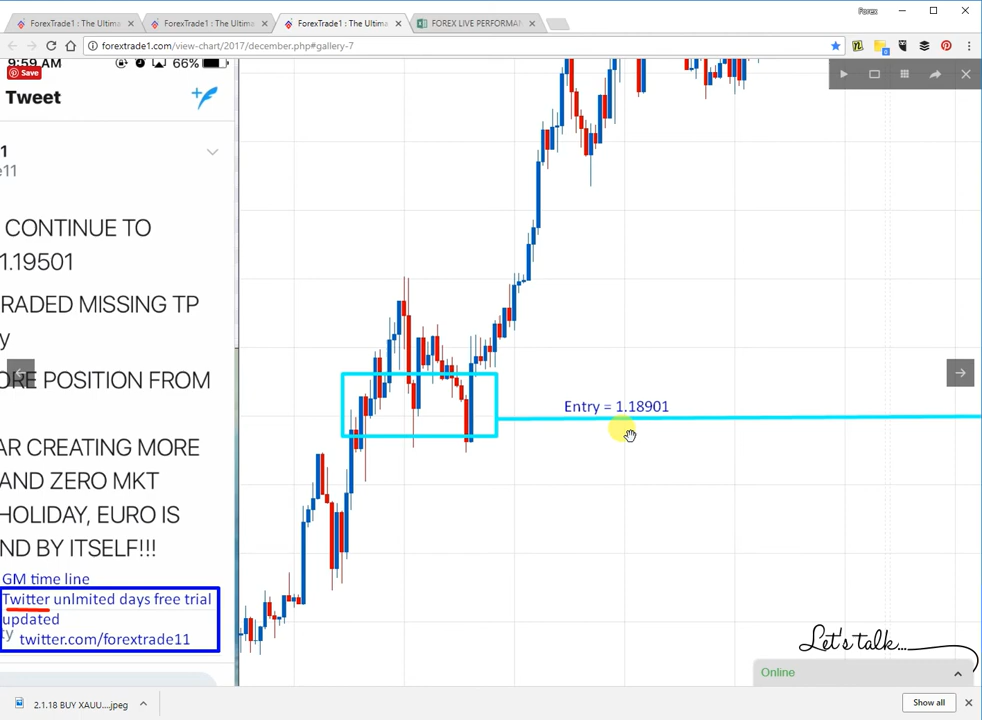 Forex
ForexTrade1 : The Ultima
ForexTrade1 : The Ultima
ForexTrade1 : The Ultima
FOREX LIVE PERFORMAN
forextrade1.com/view-chart/2017/december.php#gallery-7
9:59 AM
66%
Save
Tweet
1
e11
CONTINUE TO
1.19501
RADED MISSING TP
y
ORE POSITION FROM
AR CREATING MORE
AND ZERO MKT
HOLIDAY, EURO IS
ND BY ITSELF!!!
GM time line
Twitter unlmited days free trial
updated
ty
twitter.com/forextrade11
Entry = 1.18901
Let's talk...
Online
2.1.18 BUY XAUU....jpeg
Show all